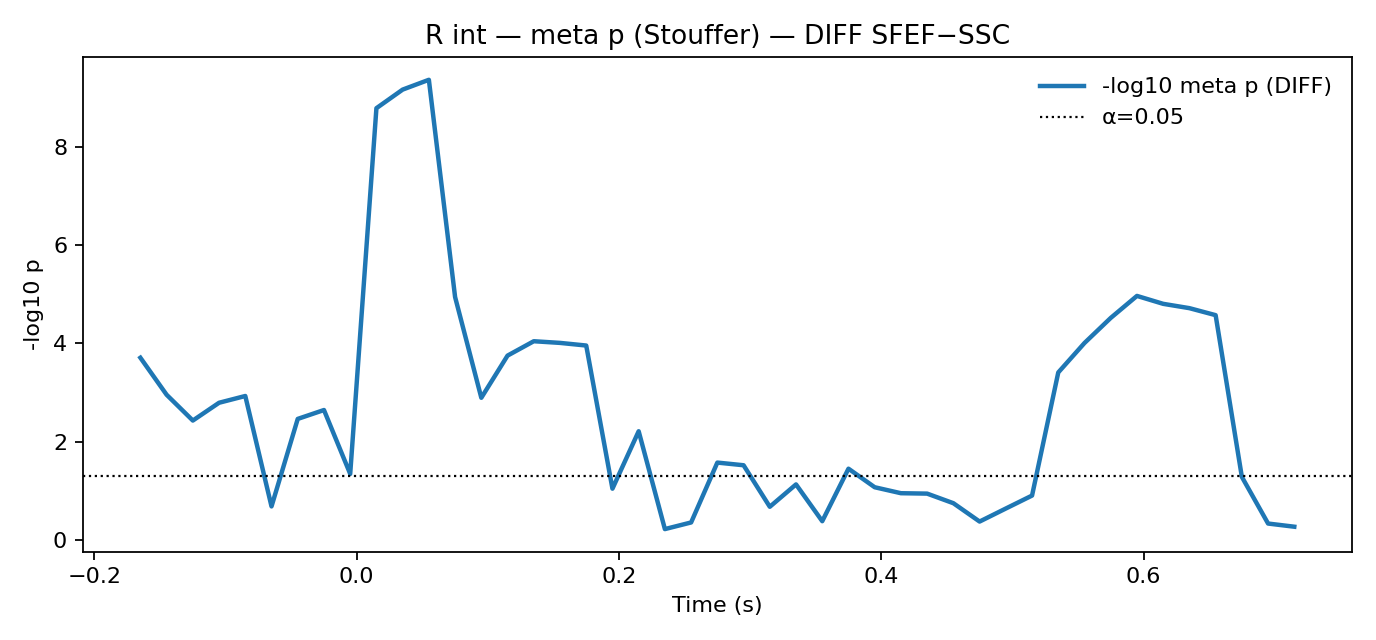 R int — meta p (Stouffer) — DIFF SFEF−SSC
-log10 meta p (DIFF)
α=0.05
-log10 p
8
6
4
2
0
−0.2
0.0
0.2
0.4
0.6
Time (s)